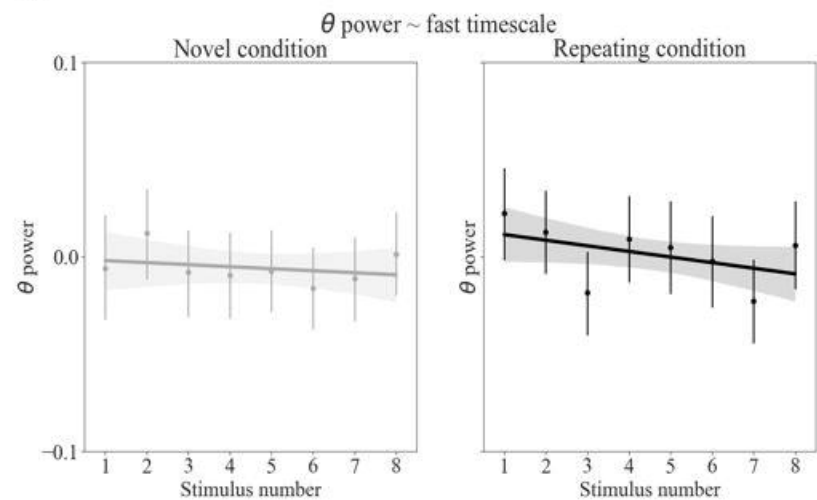 θ power ~ fast timescale
Novel condition
Repeating condition
0.1
0.0
−0.1
θ power
θ power
1 2 3 4 5 6 7 8
1 2 3 4 5 6 7 8
Stimulus number
Stimulus number